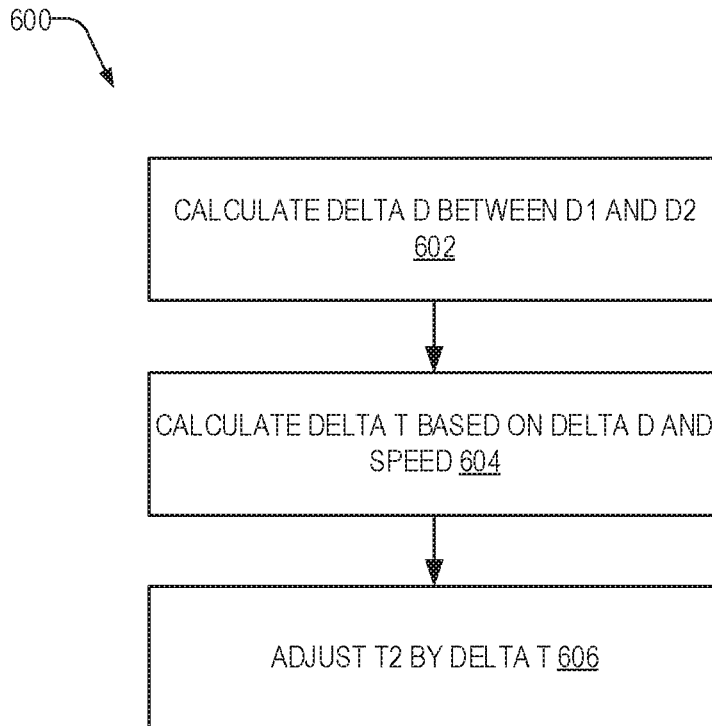 600
CALCULATE DELTA D BETWEEN D1 AND D2
602
CALCULATE DELTA T BASED ON DELTA D AND
SPEED 604
ADJUST T2 BY DELTA T 606